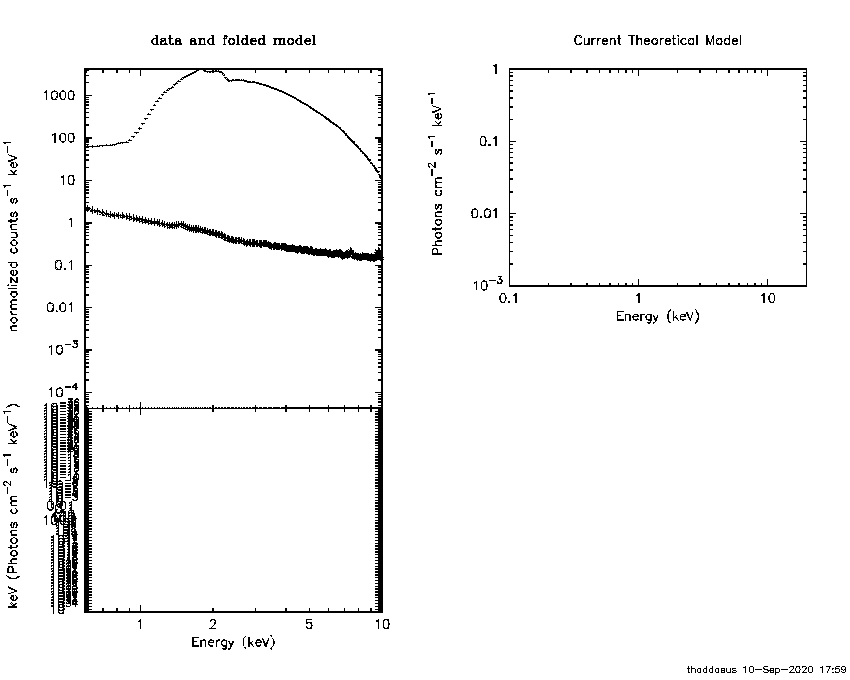 data and folded model
Current Theoretical Model
normalized counts s−1 keV−1
1000
100
10
1
0.1
0.01
10−3
10−4
keV (Photons cm−2 s−1 keV−1)
1
2
5
10
Energy (keV)
Photons cm−2 s−1 keV−1
1
0.1
0.01
10−3
0.1
1
10
Energy (keV)
thaddaeus 10-Sep-2020 17:59